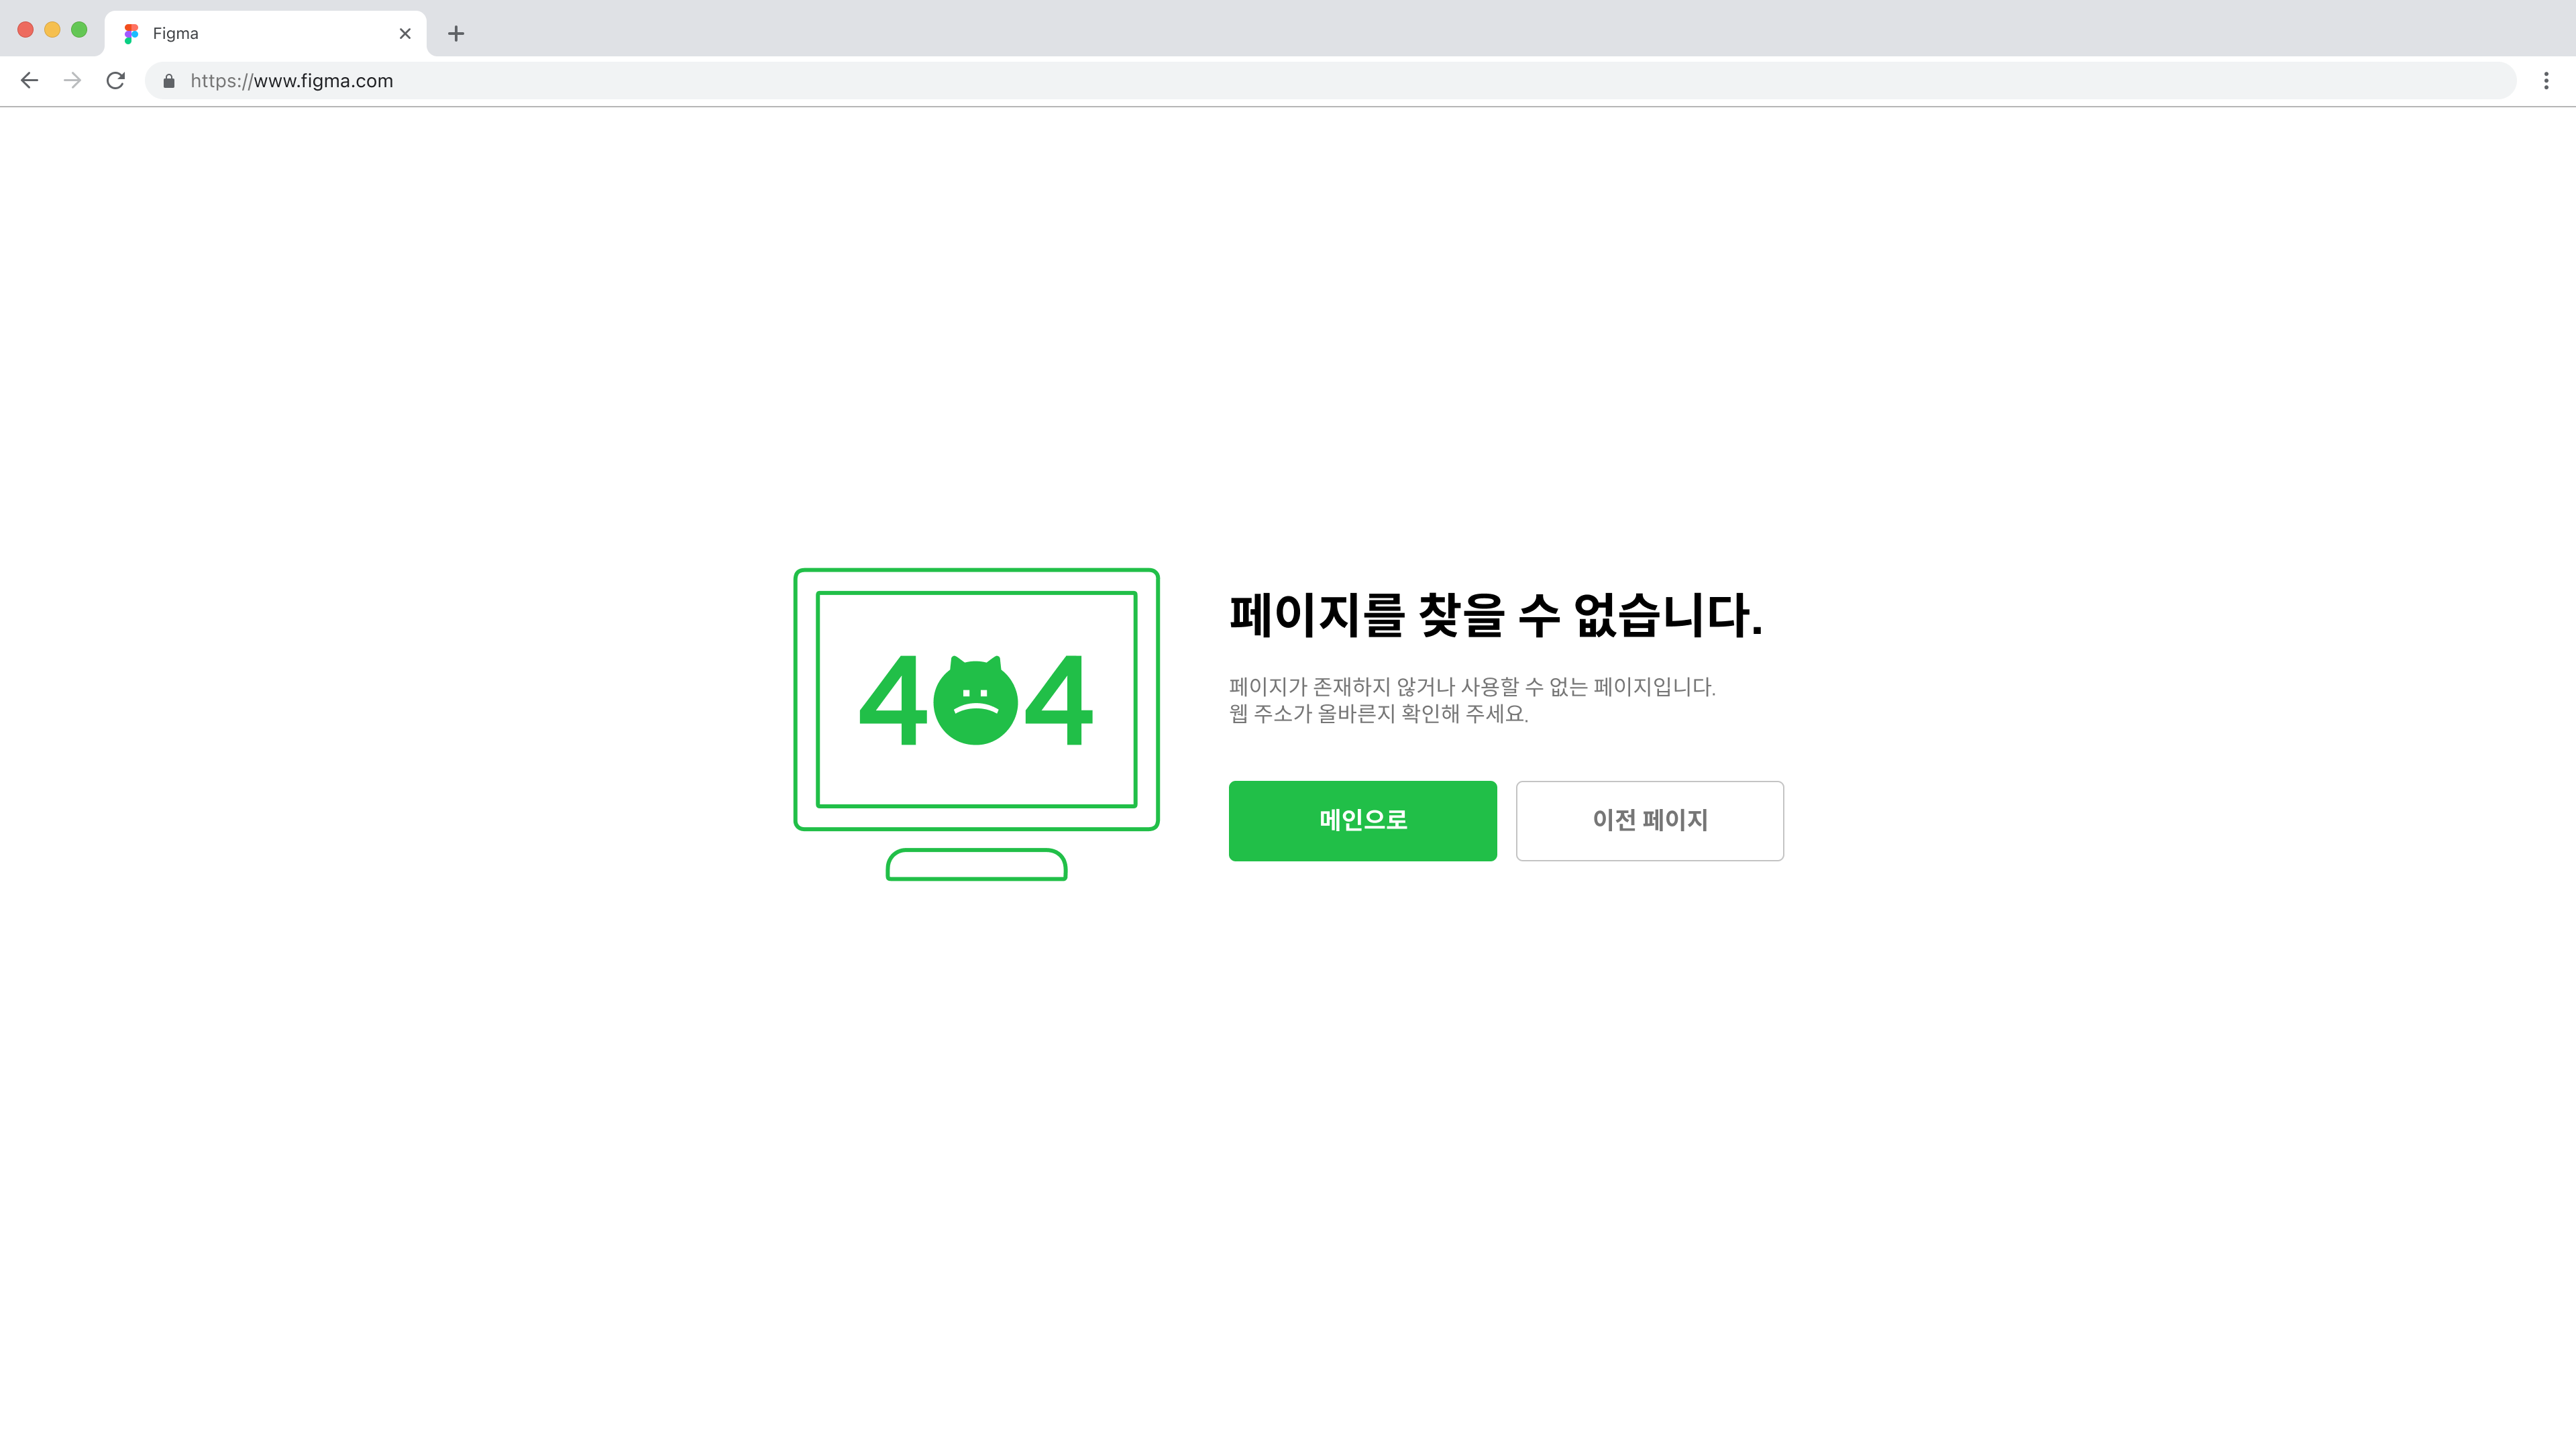 Figma
https://www.figma.com
404
페이지를 찾을 수 없습니다.
페이지가 존재하지 않거나 사용할 수 없는 페이지입니다.
웹 주소가 올바른지 확인해 주세요.
메인으로
이전 페이지